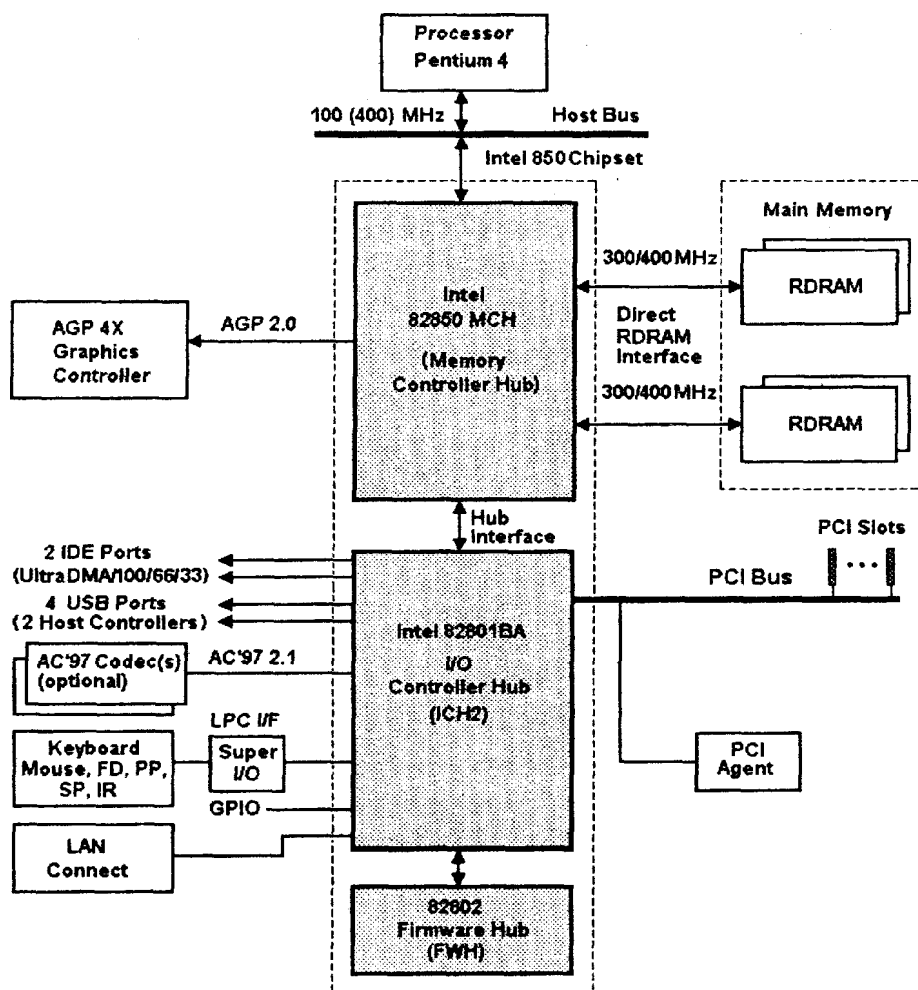 Processor
Pentium 4
100 (400) MHz
Host Bus
Intel 850 Chipset
Main Memory
Intel
82850 MCH
(Memory
Controller Hub)
300/400 MHz
RDRAM
Direct
RDRAM
Interface
300/400 MHz
RDRAM
AGP 4X
Graphics
Controller
AGP 2.0
Hub
Interface
PCI Slots
PCI Bus
2 IDE Ports
(UltraDMA/100/66/33)
4 USB Ports
(2 Host Controllers)
AC'97 Codec(s)
(optional)
AC'97 2.1
Intel 82801BA
I/O
Controller Hub
(ICH2)
LPC I/F
Super
I/O
Keyboard
Mouse, FD, PP,
SP, IR
GPIO
PCI
Agent
LAN
Connect
82802
Firmware Hub
(FWH)